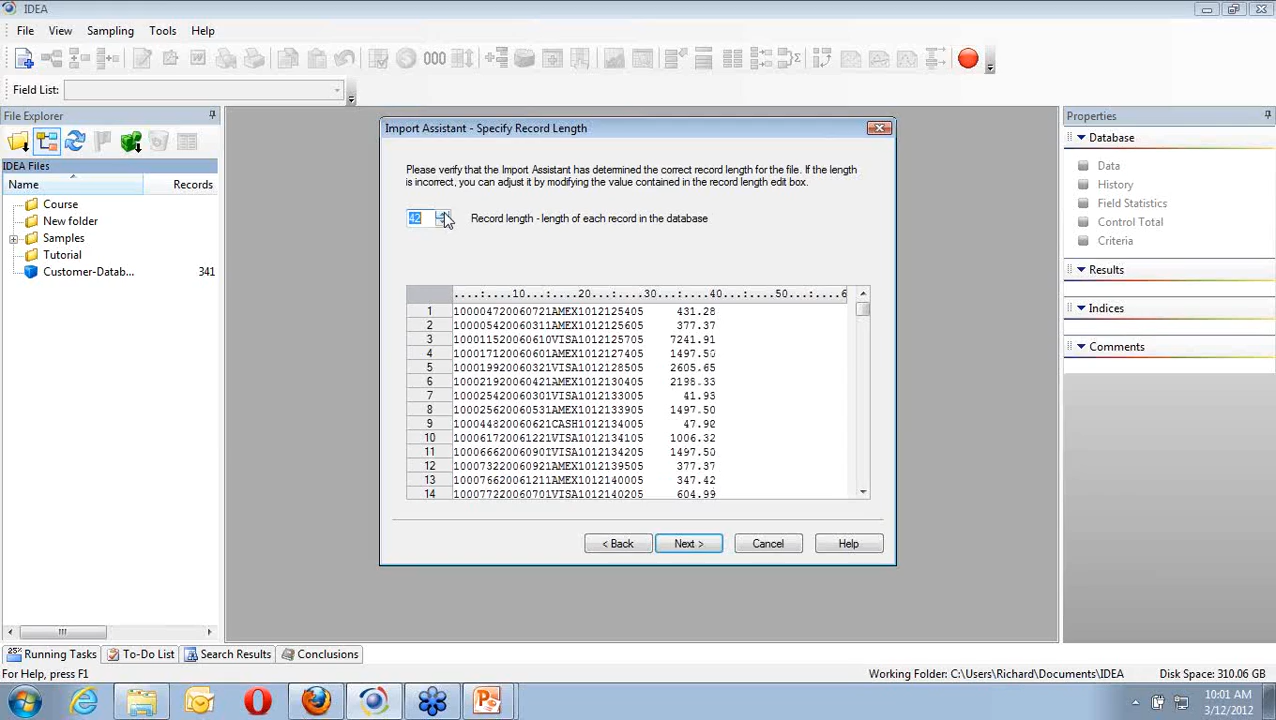 IDEA
File View Sampling Tools Help
Field List:
File Explorer
IDEA Files
Name Records
Course
New folder
Samples
Tutorial
Customer-Datab... 341
Import Assistant - Specify Record Length
Please verify that the Import Assistant has determined the correct record length for the file. If the length
is incorrect, you can adjust it by modifying the value contained in the record length edit box.
42 Record length - length of each record in the database
....:....10...:....20...:....30...:....40...:....50...:....6
1 100004720060721AMEX1012125405 431.28
2 100005420060311AMEX1012125605 377.37
3 100011520060610VISA1012125705 7241.91
4 100017120060601AMEX1012127405 1497.50
5 100019920060321VISA1012128505 2605.65
6 100021920060421AMEX1012130405 2198.33
7 100025420060301VISA1012133005 41.93
8 100025620060531AMEX1012133905 1497.50
9 100044820060621CASH1012134005 47.98
10 100061720061221VISA1012134105 1006.32
11 100066620060901VISA1012134205 1497.50
12 100073220060921AMEX1012139505 377.37
13 100076620061211AMEX1012140005 347.42
14 100077220060701VISA1012140205 604.99
< Back Next > Cancel Help
Properties
Database
Data
History
Field Statistics
Control Total
Criteria
Results
Indices
Comments
Running Tasks To-Do List Search Results Conclusions
For Help, press F1 Working Folder: C:\Users\Richard\Documents\IDEA Disk Space: 310.06 GB
10:01 AM
3/12/2012